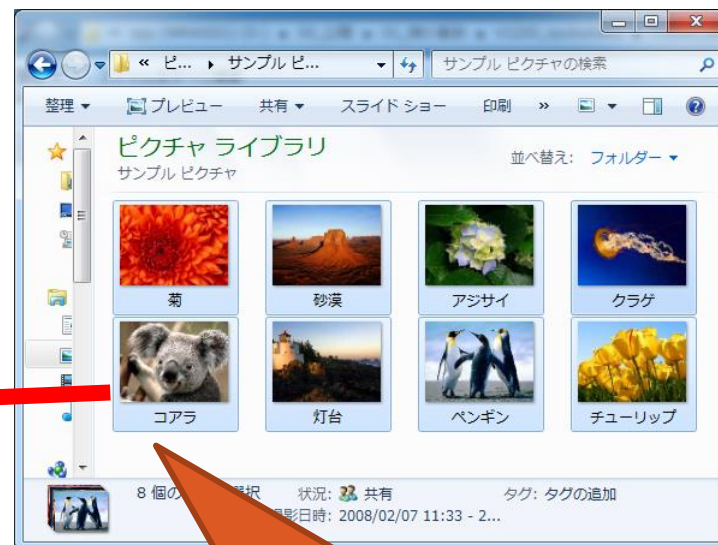 « ピ... ▸ サンプル ピ...
サンプル ピクチャの検索
整理 ▼ プレビュー 共有 ▼ スライド ショー 印刷 »
ピクチャ ライブラリ
サンプル ピクチャ
並べ替え: フォルダー ▼
菊 砂漠 アジサイ クラゲ
コアラ 灯台 ペンギン チューリップ
8 個の 択 状況: 共有 タグ: タグの追加
影日時: 2008/02/07 11:33 - 2...